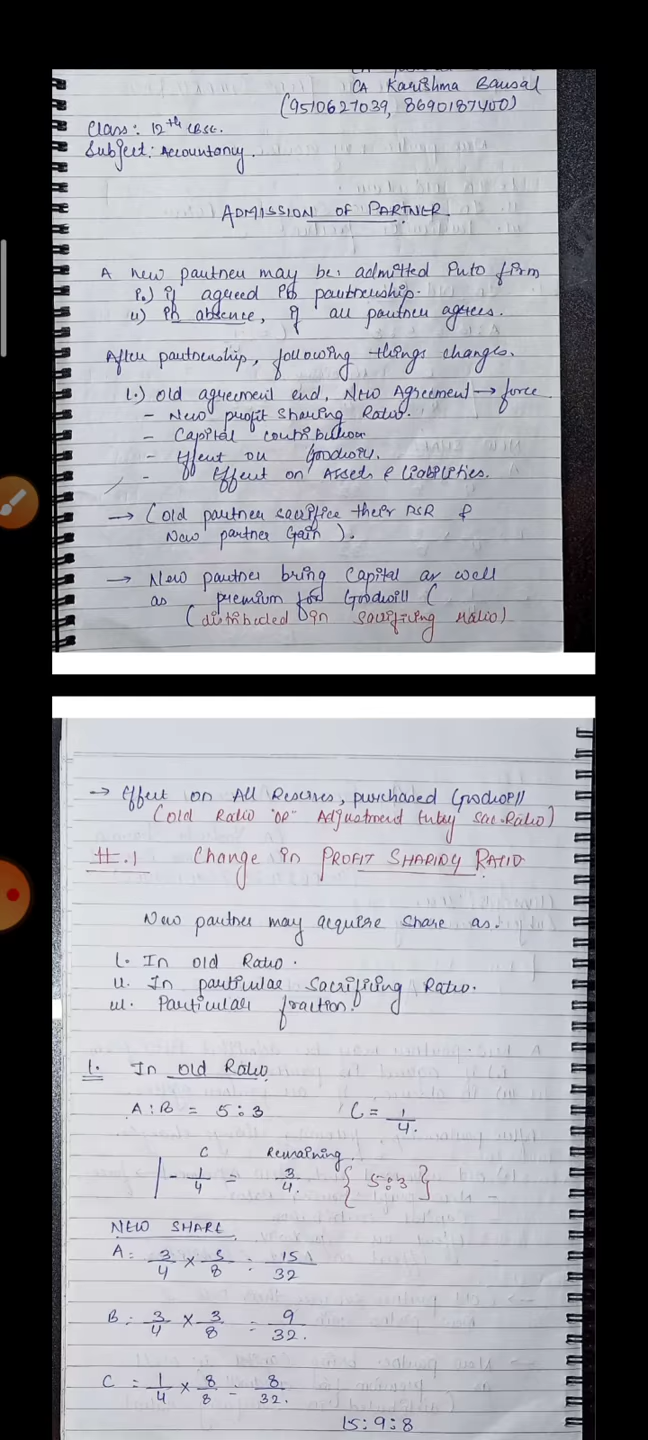 CA Karishma Bansal
(9510627039, 8690187400)
Class: 12th CBSE.
Subject: Accountancy.
ADMISSION OF PARTNER
A new partner may be admitted into firm
i.) if agreed in partnership.
ii) in absence, if all partner agrees.
After partnership, following things changes.
1.) Old agreement end, New Agreement → force
- New profit sharing Ratio.
- Capital contribution
- Effect on Goodwill.
- Effect on Assets & Liabilities.
→ (Old partner sacrifice their PSR &
New partner Gain).
→ New partner bring Capital as well
as premium for Goodwill (
(distributed in sacrificing ratio)
→ Effect on All Reserves, purchased Goodwill
(Old Ratio "OR" Adjustment entry Sac. Ratio)
#.1 Change in PROFIT SHARING RATIO
New partner may acquire share as.
i. In old Ratio.
ii. In particular Sacrificing Ratio.
iii. Particular fraction.
1. In old Ratio
A:B = 5:3 C = 1/4.
C Remaining
1 - 1/4 = 3/4. {5:3}
NEW SHARE
A = 3/4 × 5/8 = 15/32
B = 3/4 × 3/8 = 9/32.
C = 1/4 × 8/8 = 8/32.
15:9:8